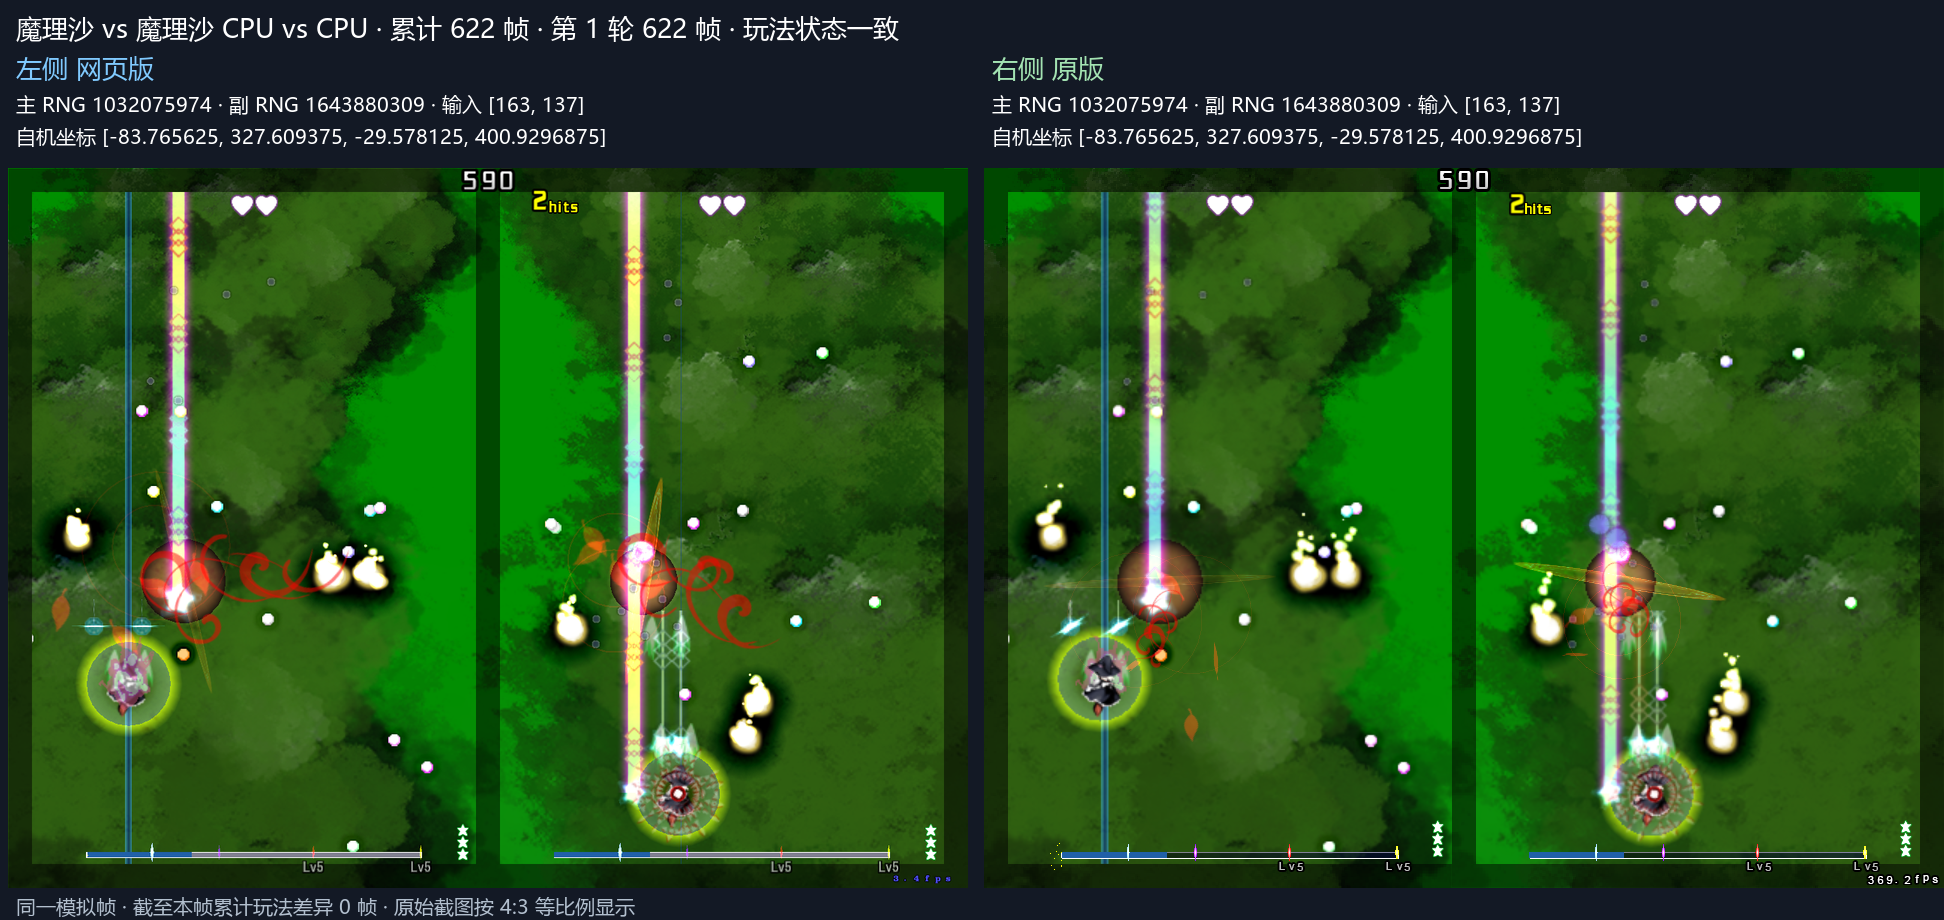 魔理沙 vs 魔理沙 CPU vs CPU · 累计 622 帧 · 第 1 轮 622 帧 · 玩法状态一致
左侧 网页版
主 RNG 1032075974 · 副 RNG 1643880309 · 输入 [163, 137]
自机坐标 [-83.765625, 327.609375, -29.578125, 400.9296875]
590
2hits
Lv5
Lv5
Lv5
Lv5
3.4fps
右侧 原版
主 RNG 1032075974 · 副 RNG 1643880309 · 输入 [163, 137]
自机坐标 [-83.765625, 327.609375, -29.578125, 400.9296875]
590
2hits
Lv5
Lv5
Lv5
Lv5
369.2fps
同一模拟帧 · 截至本帧累计玩法差异 0 帧 · 原始截图按 4:3 等比例显示